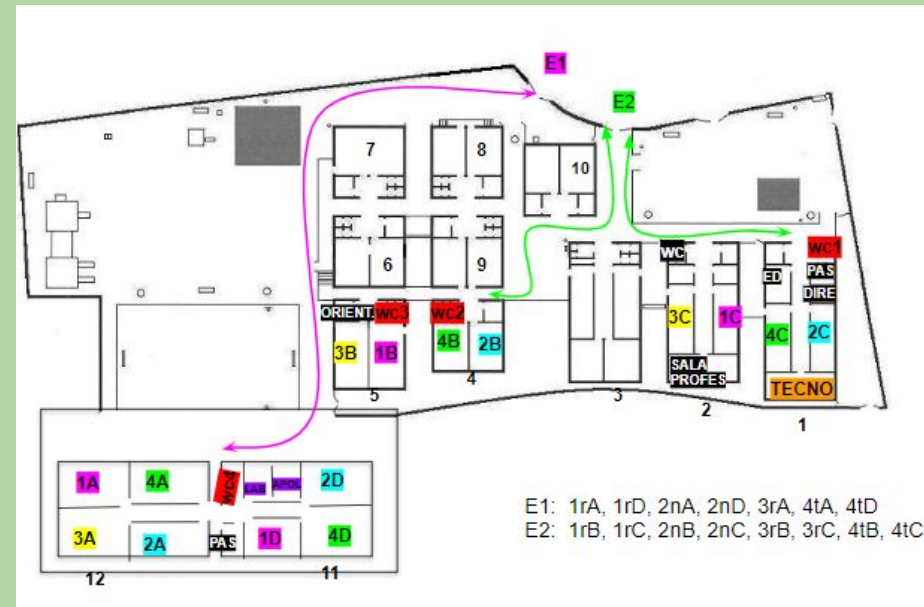 E1
E2
7
8
10
6
9
WC
WC1
ED
PAS
DIRE
ORIENT.
WC3
WC2
3C
1C
4C
2C
4B
2B
3B
1B
SALA
PROFES
TECNO
5
4
3
2
1
1A
4A
WC4
LAB
APOL
2D
3A
2A
PAS
1D
4D
12
11
E1: 1rA, 1rD, 2nA, 2nD, 3rA, 4tA, 4tD
E2: 1rB, 1rC, 2nB, 2nC, 3rB, 3rC, 4tB, 4tC